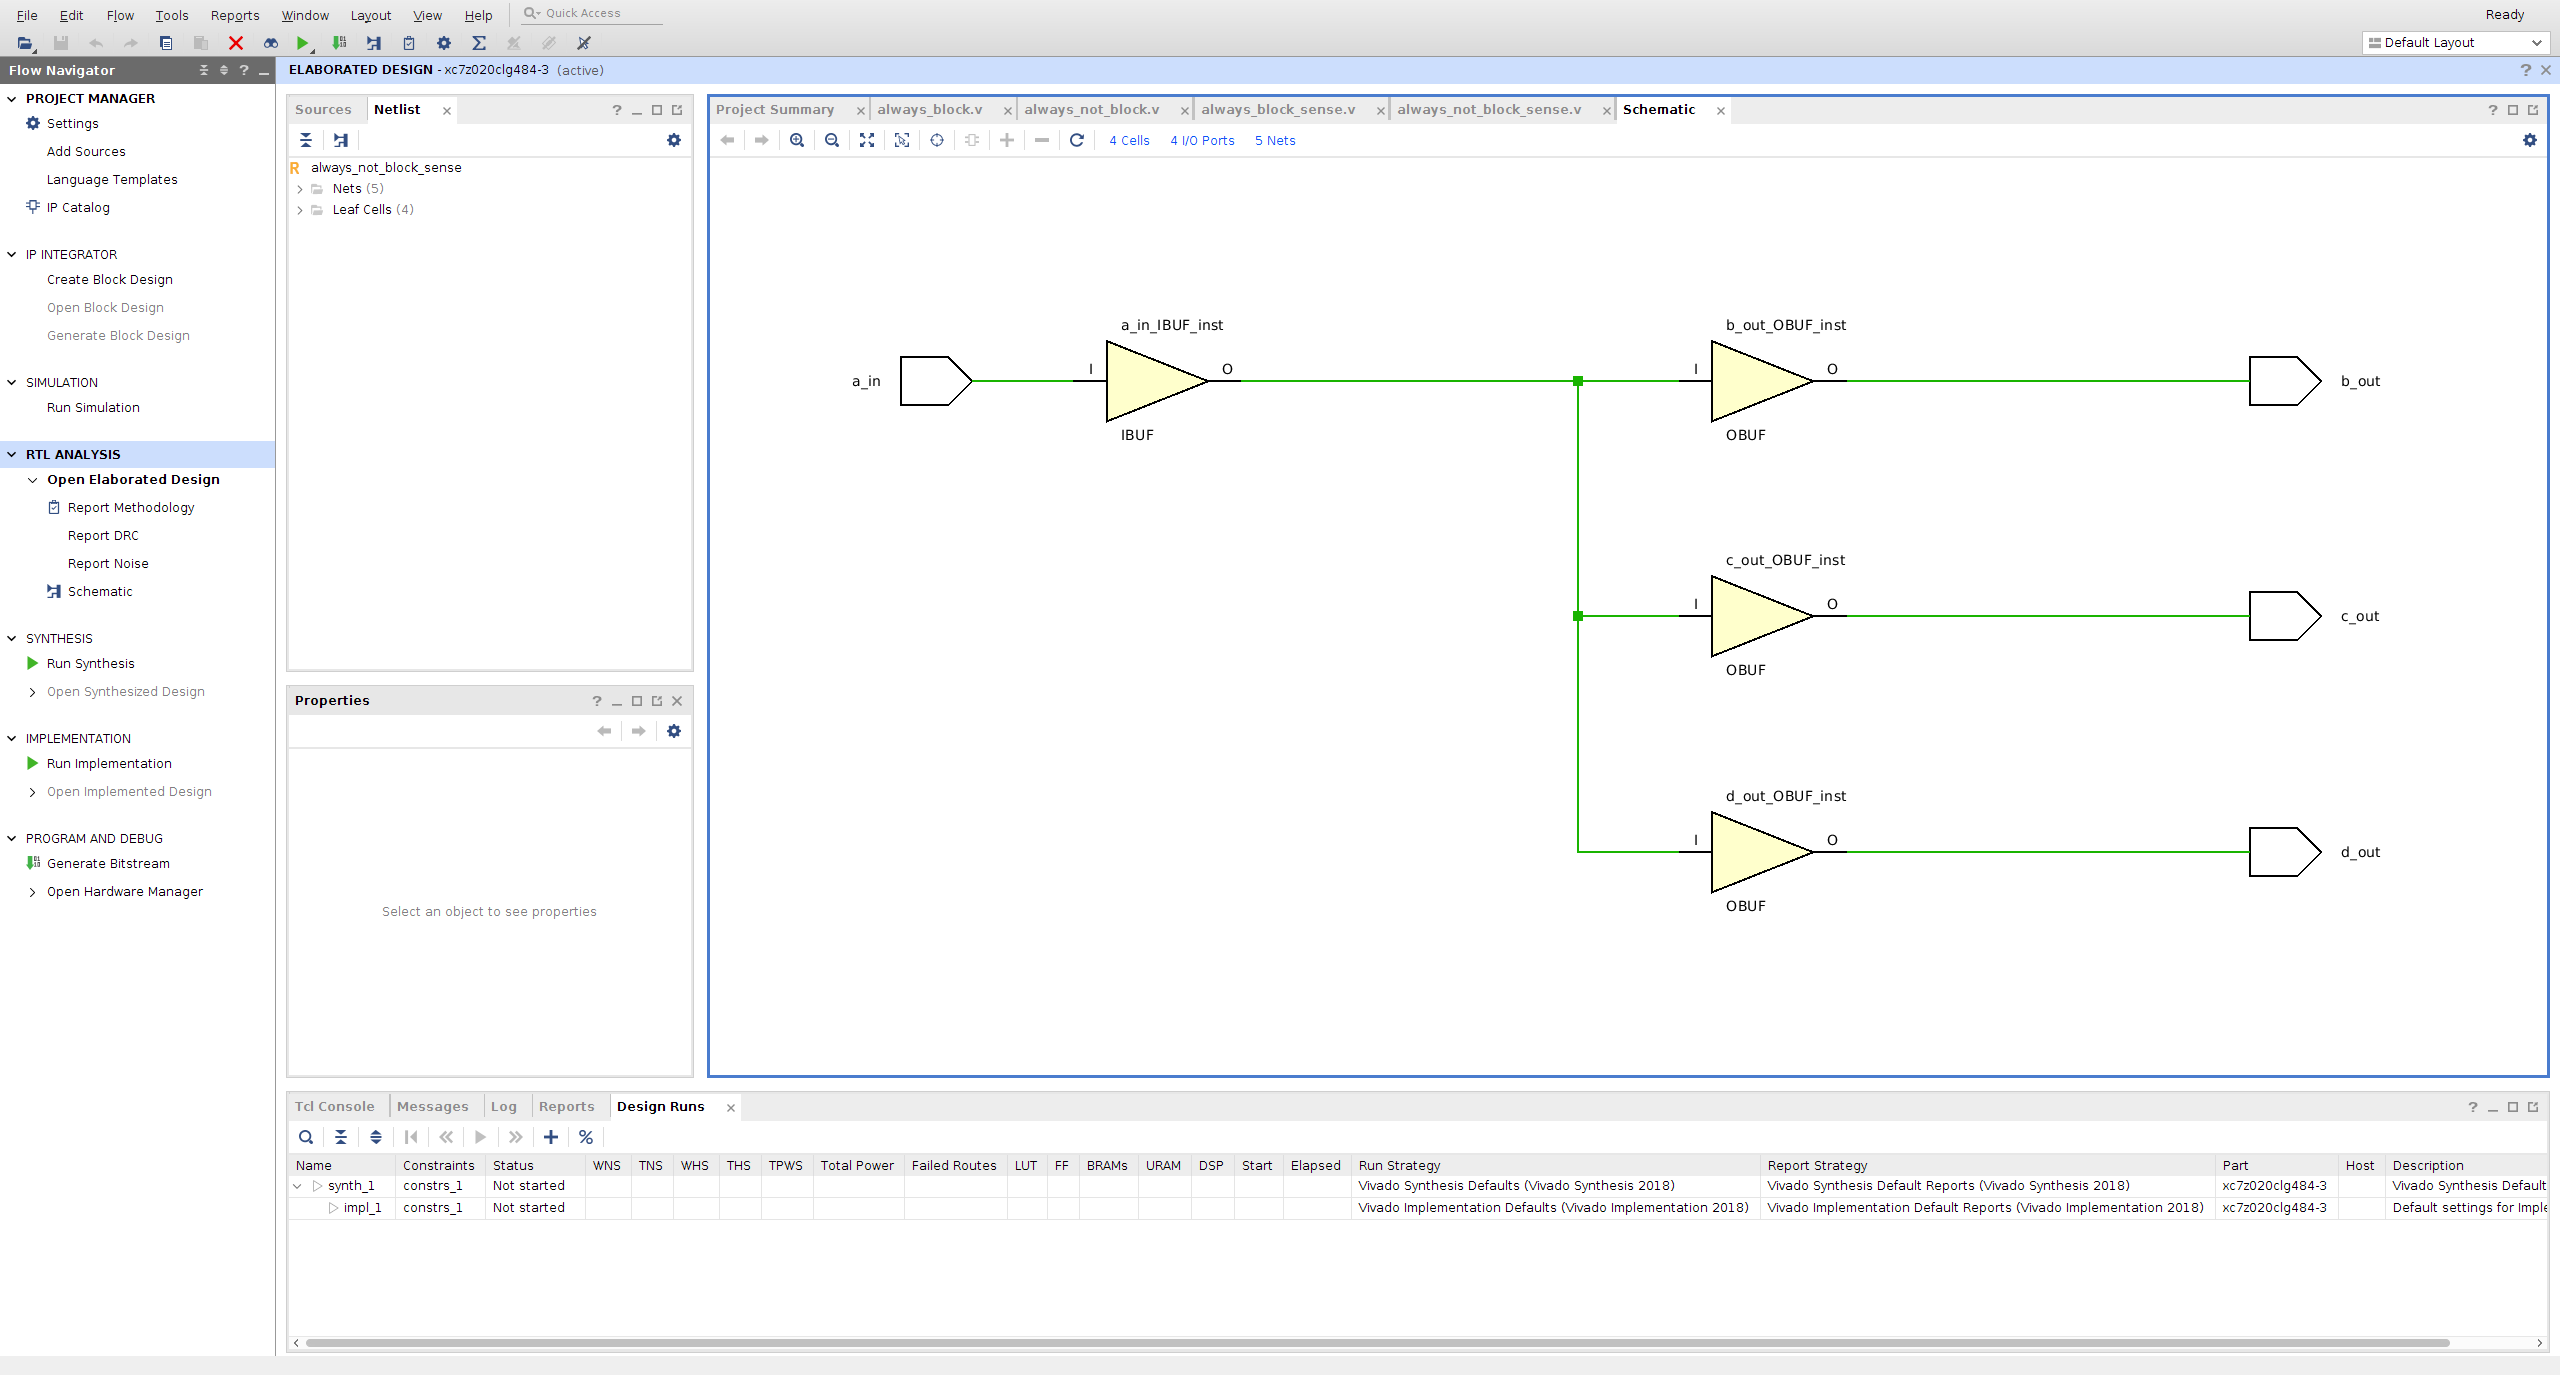 File Edit Flow Tools Reports Window Layout View Help Quick Access Ready
Default Layout
Flow Navigator ?
ELABORATED DESIGN - xc7z020clg484-3 (active) ?
PROJECT MANAGER
Settings
Add Sources
Language Templates
IP Catalog
IP INTEGRATOR
Create Block Design
Open Block Design
Generate Block Design
SIMULATION
Run Simulation
RTL ANALYSIS
Open Elaborated Design
Report Methodology
Report DRC
Report Noise
Schematic
SYNTHESIS
Run Synthesis
Open Synthesized Design
IMPLEMENTATION
Run Implementation
Open Implemented Design
PROGRAM AND DEBUG
Generate Bitstream
Open Hardware Manager
Sources Netlist ?
R always_not_block_sense
Nets (5)
Leaf Cells (4)
Properties ?
Select an object to see properties
Project Summary always_block.v always_not_block.v always_block_sense.v always_not_block_sense.v Schematic ?
4 Cells 4 I/O Ports 5 Nets
a_in_IBUF_inst b_out_OBUF_inst
a_in I O I O b_out
IBUF OBUF
c_out_OBUF_inst
I O c_out
OBUF
d_out_OBUF_inst
I O d_out
OBUF
Tcl Console Messages Log Reports Design Runs ?
Name Constraints Status WNS TNS WHS THS TPWS Total Power Failed Routes LUT FF BRAMs URAM DSP Start Elapsed Run Strategy Report Strategy Part Host Description
synth_1 constrs_1 Not started Vivado Synthesis Defaults (Vivado Synthesis 2018) Vivado Synthesis Default Reports (Vivado Synthesis 2018) xc7z020clg484-3 Vivado Synthesis Default
impl_1 constrs_1 Not started Vivado Implementation Defaults (Vivado Implementation 2018) Vivado Implementation Default Reports (Vivado Implementation 2018) xc7z020clg484-3 Default settings for Imple